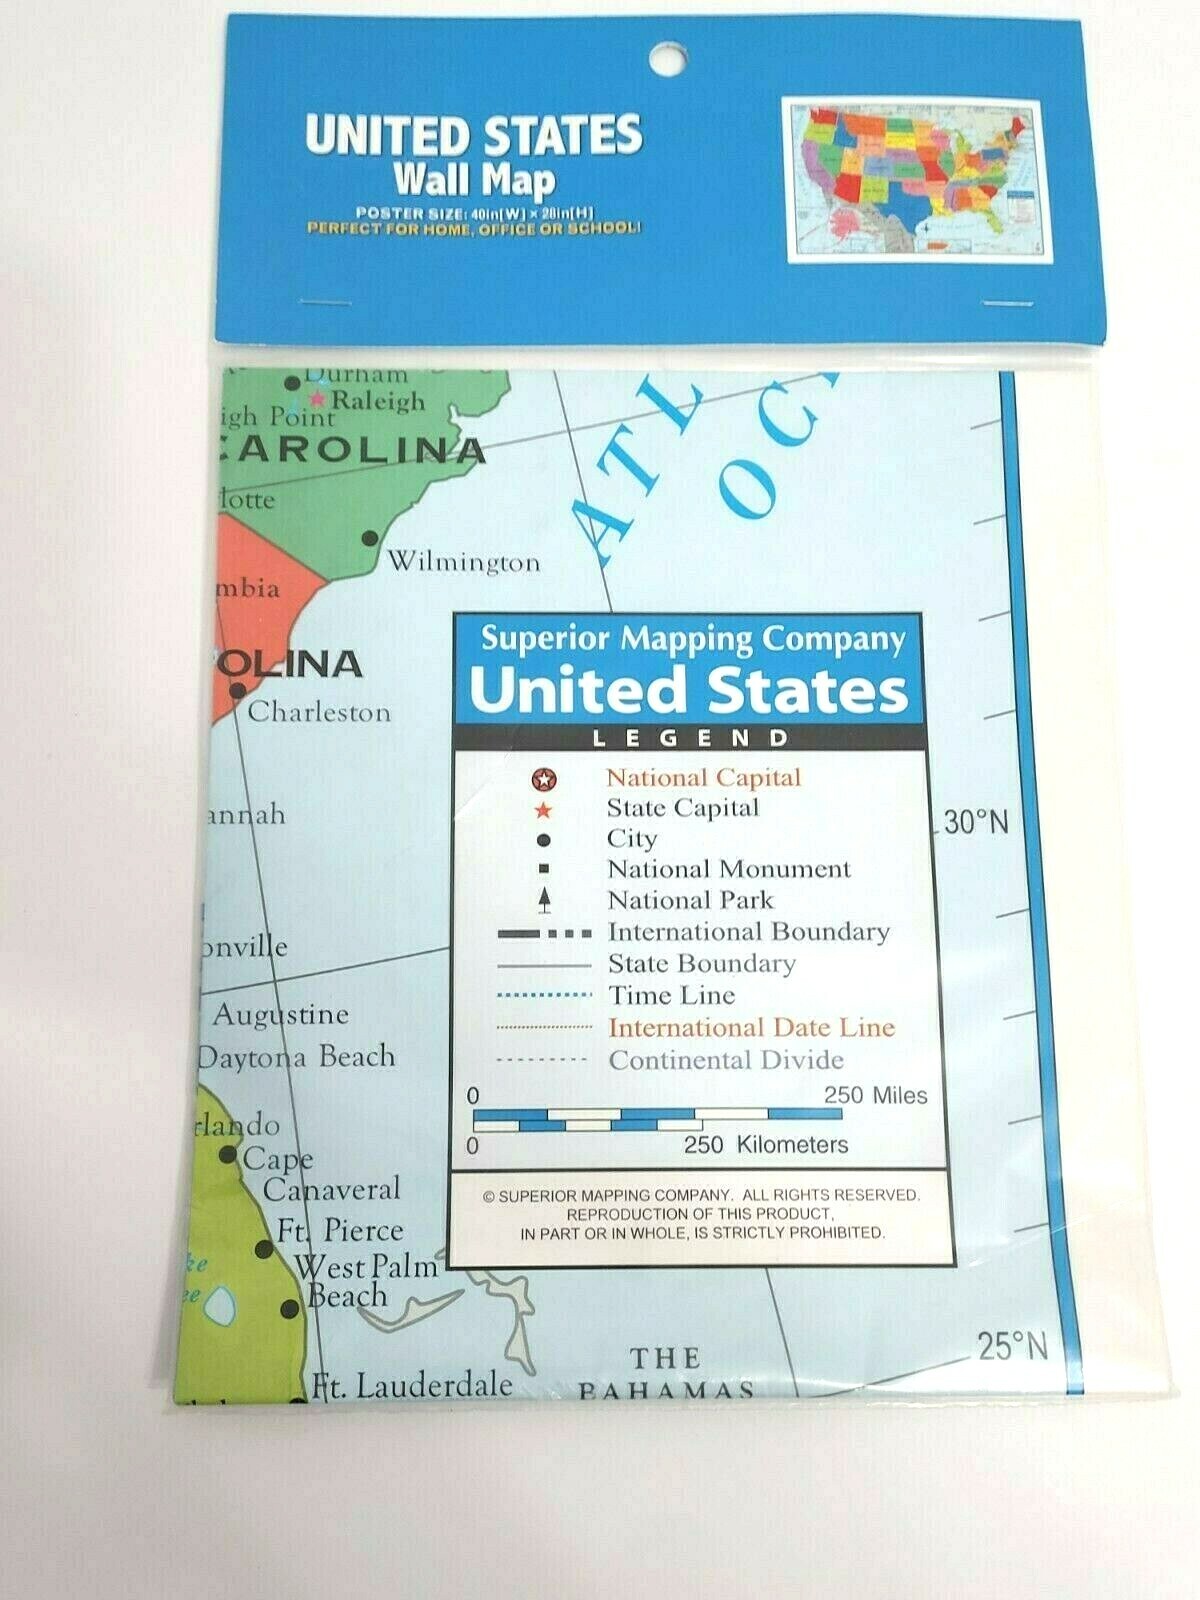 UNITED STATES
Wall Map
POSTER SIZE: 40in[W] x 28in[H]
PERFECT FOR HOME, OFFICE OR SCHOOL!
Durham
Raleigh
igh Point
CAROLINA
lotte
ATL
OC
Wilmington
mbia
OLINA
Charleston
annah
onville
Augustine
Daytona Beach
rlando
Cape
Canaveral
Ft. Pierce
West Palm
Beach
ke
ee
Ft. Lauderdale
THE
BAHAMAS
30°N
25°N
Superior Mapping Company
United States
LEGEND
National Capital
State Capital
City
National Monument
National Park
International Boundary
State Boundary
Time Line
International Date Line
Continental Divide
0 250 Miles
0 250 Kilometers
© SUPERIOR MAPPING COMPANY. ALL RIGHTS RESERVED.
REPRODUCTION OF THIS PRODUCT,
IN PART OR IN WHOLE, IS STRICTLY PROHIBITED.